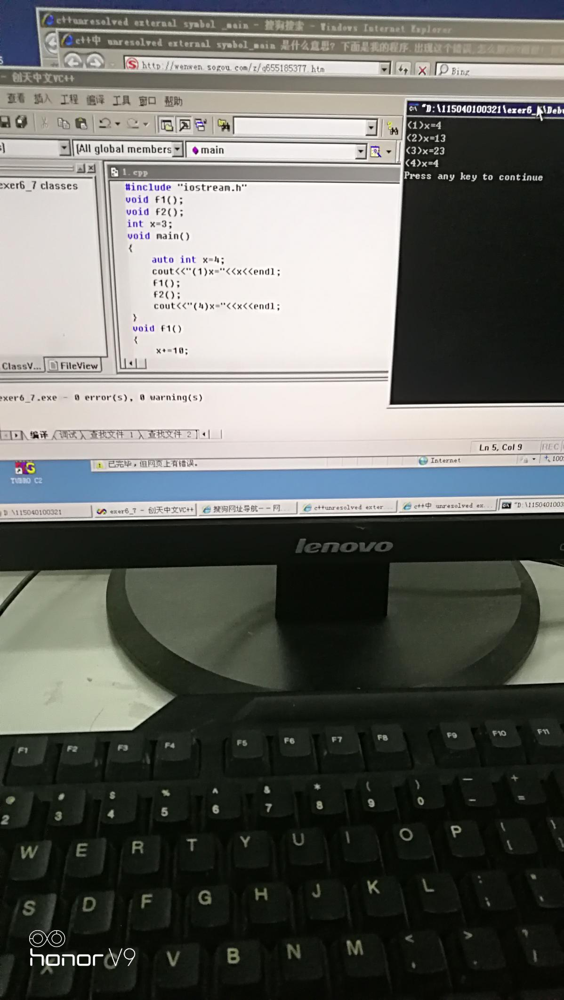 c++unresolved external symbol _main - 搜狗搜索 - Windows Internet Explorer
c++中 unresolved external symbol_main 是什么意思? 下面是我的程序.出现这个错误,
http://wenwen.sogou.com/z/q655185377.htm
Bing
- 创天中文VC++
查看 插入 工程 编译 工具 窗口 帮助
[All global members
main
exer6_7 classes
1.cpp
#include "iostream.h"
void f1();
void f2();
int x=3;
void main()
{
auto int x=4;
cout<<"(1)x="<<x<<endl;
f1();
f2();
cout<<"(4)x="<<x<<endl;
}
void f1()
{
x+=10;
"D:\115040100321\exer6_
(1)x=4
(2)x=13
(3)x=23
(4)x=4
Press any key to continue
ClassV... FileView
exer6_7.exe - 0 error(s), 0 warning(s)
编译 调试 查找文件 1 查找文件 2
Ln 5, Col 9 REC
已完毕，但网页上有错误。
Internet
100
TURBO C2
D:\115040100321
exer6_7 - 创天中文VC++
搜狗网址导航——网...
c++unresolved exter...
c++中 unresolved ex...
"D:\1150401003
lenovo
F1 F2 F3 F4 F5 F6 F7 F8 F9 F10 F11
@ # $ % ^ & * ( ) — +
2 3 4 5 6 7 8 9 0 - =
W E R T Y U I O P { }
[ ]
S D F G H J K L : "
; '
X C V B N M < > ?
, . /
honor V9